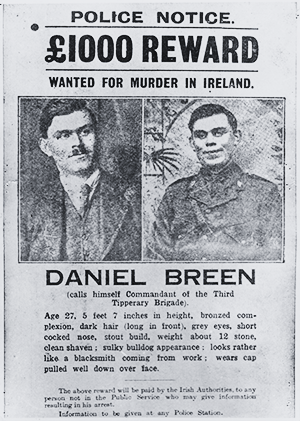 POLICE NOTICE.
£1000 REWARD
WANTED FOR MURDER IN IRELAND.
DANIEL BREEN
(calls himself Commandant of the Third
Tipperary Brigade).
Age 27, 5 feet 7 inches in height, bronzed com-
plexion, dark hair (long in front), grey eyes, short
cocked nose, stout build, weight about 12 stone,
clean shaven; sulky bulldog appearance; looks rather
like a blacksmith coming from work; wears cap
pulled well down over face.
The above reward will be paid by the Irish Authorities, to any
person not in the Public Service who may give information
resulting in his arrest.
Information to be given at any Police Station.